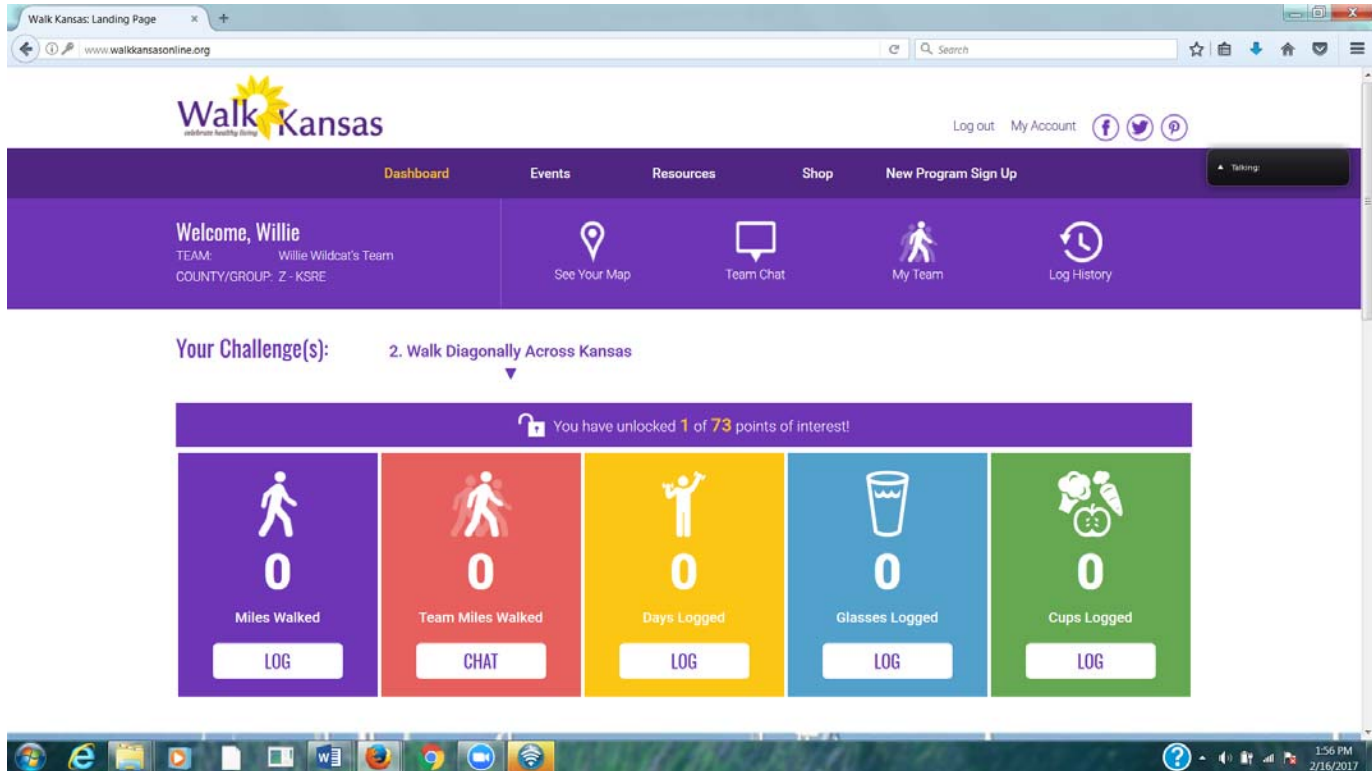 Walk Kansas: Landing Page
www.walkkansasonline.org
Search
Walk Kansas
celebrate healthy living
Log out My Account
Dashboard Events Resources Shop New Program Sign Up
Talking:
Welcome, Willie
TEAM: Willie Wildcat's Team
COUNTY/GROUP: Z - KSRE
See Your Map Team Chat My Team Log History
Your Challenge(s): 2. Walk Diagonally Across Kansas
You have unlocked 1 of 73 points of interest!
0 0 0 0 0
Miles Walked Team Miles Walked Days Logged Glasses Logged Cups Logged
LOG CHAT LOG LOG LOG
1:56 PM
2/16/2017